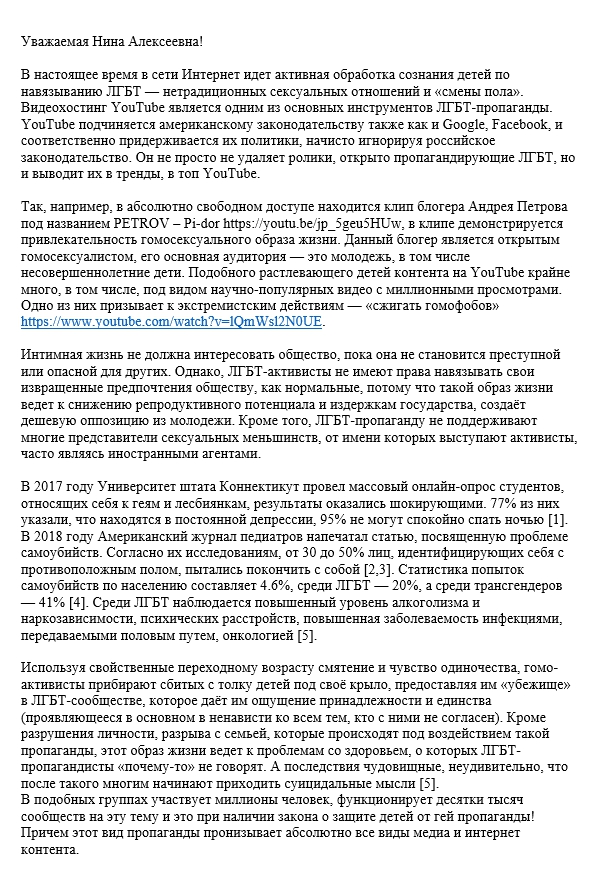 Уважаемая Нина Алексеевна!
В настоящее время в сети Интернет идет активная обработка сознания детей по
навязыванию ЛГБТ — нетрадиционных сексуальных отношений и «смены пола».
Видеохостинг YouTube является одним из основных инструментов ЛГБТ-пропаганды.
YouTube подчиняется американскому законодательству также как и Google, Facebook, и
соответственно придерживается их политики, начисто игнорируя российское
законодательство. Он не просто не удаляет ролики, открыто пропагандирующие ЛГБТ, но
и выводит их в тренды, в топ YouTube.
Так, например, в абсолютно свободном доступе находится клип блогера Андрея Петрова
под названием PETROV – Pi-dor https://youtu.be/jp_5geu5HUw, в клипе демонстрируется
привлекательность гомосексуального образа жизни. Данный блогер является открытым
гомосексуалистом, его основная аудитория — это молодежь, в том числе
несовершеннолетние дети. Подобного растлевающего детей контента на YouTube крайне
много, в том числе, под видом научно-популярных видео с миллионными просмотрами.
Одно из них призывает к экстремистским действиям — «сжигать гомофобов»
https://www.youtube.com/watch?v=lQmWsl2N0UE.
Интимная жизнь не должна интересовать общество, пока она не становится преступной
или опасной для других. Однако, ЛГБТ-активисты не имеют права навязывать свои
извращенные предпочтения обществу, как нормальные, потому что такой образ жизни
ведет к снижению репродуктивного потенциала и издержкам государства, создаёт
дешевую оппозицию из молодежи. Кроме того, ЛГБТ-пропаганду не поддерживают
многие представители сексуальных меньшинств, от имени которых выступают активисты,
часто являясь иностранными агентами.
В 2017 году Университет штата Коннектикут провел массовый онлайн-опрос студентов,
относящих себя к геям и лесбиянкам, результаты оказались шокирующими. 77% из них
указали, что находятся в постоянной депрессии, 95% не могут спокойно спать ночью [1].
В 2018 году Американский журнал педиатров напечатал статью, посвященную проблеме
самоубийств. Согласно их исследованиям, от 30 до 50% лиц, идентифицирующих себя с
противоположным полом, пытались покончить с собой [2,3]. Статистика попыток
самоубийств по населению составляет 4.6%, среди ЛГБТ — 20%, а среди трансгендеров
— 41% [4]. Среди ЛГБТ наблюдается повышенный уровень алкоголизма и
наркозависимости, психических расстройств, повышенная заболеваемость инфекциями,
передаваемыми половым путем, онкологией [5].
Используя свойственные переходному возрасту смятение и чувство одиночества, гомо-
активисты прибирают сбитых с толку детей под своё крыло, предоставляя им «убежище»
в ЛГБТ-сообществе, которое даёт им ощущение принадлежности и единства
(проявляющееся в основном в ненависти ко всем тем, кто с ними не согласен). Кроме
разрушения личности, разрыва с семьей, которые происходят под воздействием такой
пропаганды, этот образ жизни ведет к проблемам со здоровьем, о которых ЛГБТ-
пропагандисты «почему-то» не говорят. А последствия чудовищные, неудивительно, что
после такого многим начинают приходить суицидальные мысли [5].
В подобных группах участвует миллионы человек, функционирует десятки тысяч
сообществ на эту тему и это при наличии закона о защите детей от гей пропаганды!
Причем этот вид пропаганды пронизывает абсолютно все виды медиа и интернет
контента.